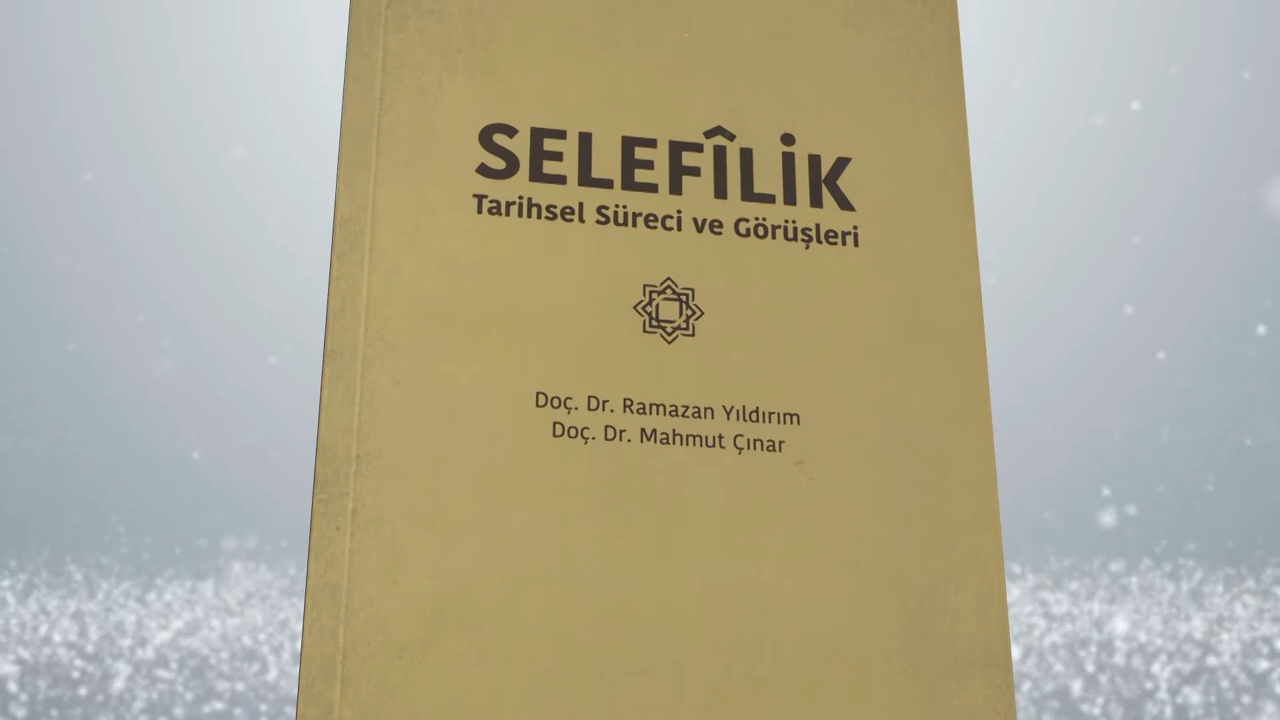 SELEFÎLİK
Tarihsel Süreci ve Görüşleri
Doç. Dr. Ramazan Yıldırım
Doç. Dr. Mahmut Çınar